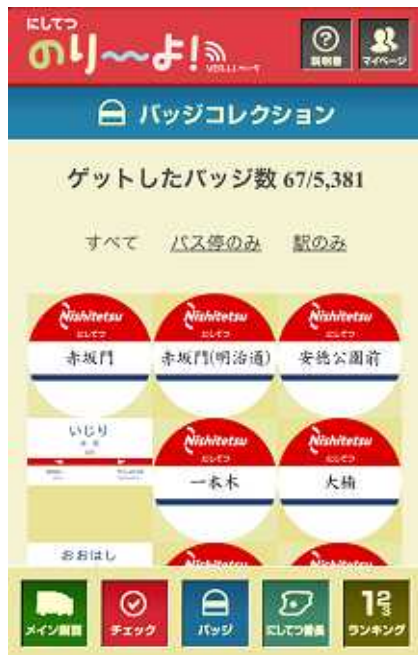 にしてつ
のり〜〜よ!
説明書
マイページ
バッジコレクション
ゲットしたバッジ数 67/5,381
すべて バス停のみ 駅のみ
Nishitetsu Nishitetsu Nishitetsu
にしてつ にしてつ にしてつ
赤坂門 赤坂門(明治通) 安徳公園前
いじり
Nishitetsu Nishitetsu
にしてつ にしてつ
一本木 大楠
おおはし
Nishitetsu Nishitetsu
メイン画面 チェック バッジ にしてつ番長 ランキング